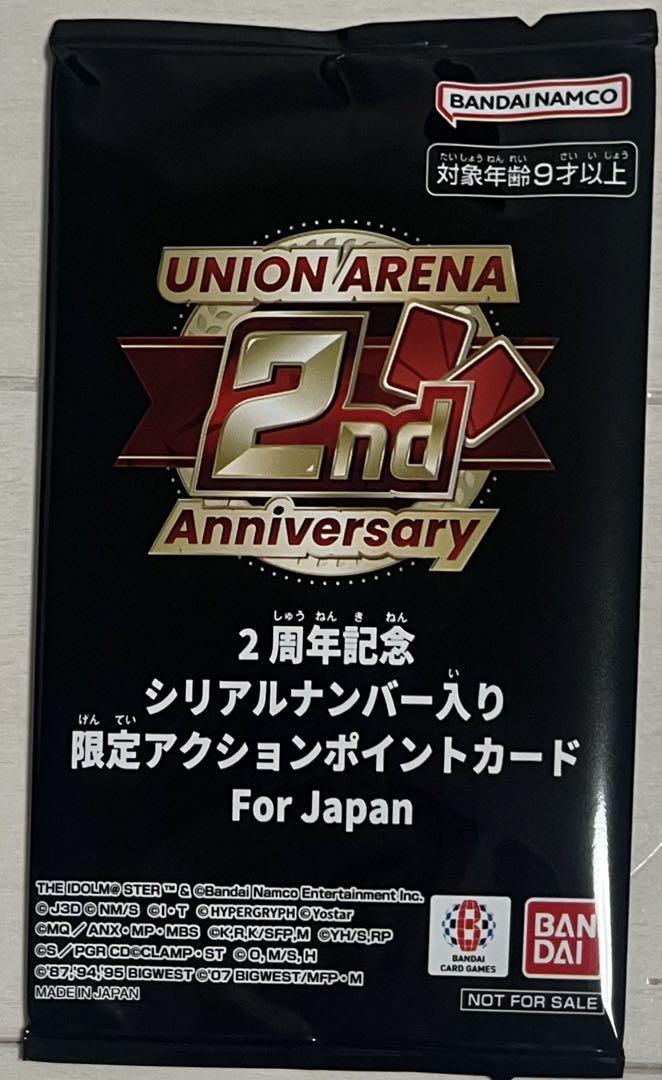 BANDAI NAMCO
たいしょうねんれい さいいじょう
対象年齢9才以上
UNION ARENA
2nd
Anniversary
しゅうねんきねん
2周年記念
い
シリアルナンバー入り
げんてい
限定アクションポイントカード
For Japan
THE IDOLM@STER™ & ©Bandai Namco Entertainment Inc.
©J3D ©NM/S ©I・T ©HYPERGRYPH ©Yostar
©MQ／ANX・MP・MBS ©K,R,K/SFP,M ©YH/S,RP
©S／PGR CD©CLAMP・ST ©O, M/S, H
©'87,'94,'95 BIGWEST ©'07 BIGWEST/MFP・M
MADE IN JAPAN
BANDAI
CARD GAMES
BAN
DAI
NOT FOR SALE